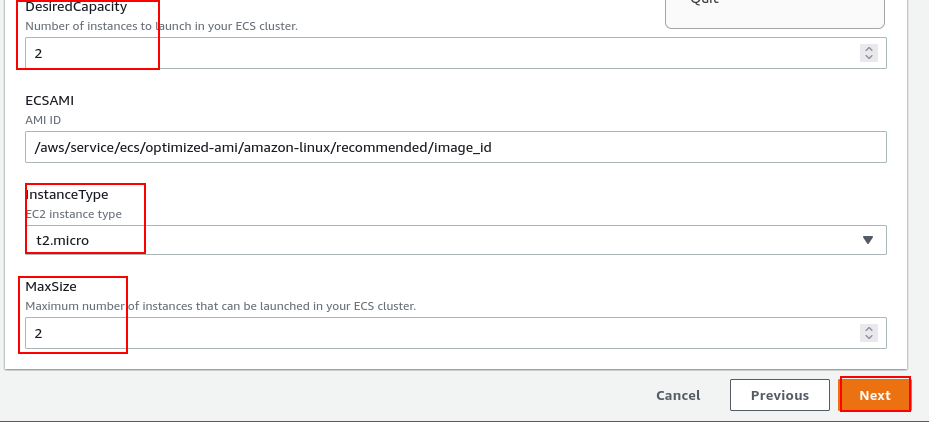 DesiredCapacity
Quit
Number of instances to launch in your ECS cluster.
2
ECSAMI
AMI ID
/aws/service/ecs/optimized-ami/amazon-linux/recommended/image_id
InstanceType
EC2 instance type
t2.micro
MaxSize
Maximum number of instances that can be launched in your ECS cluster.
2
Cancel Previous Next